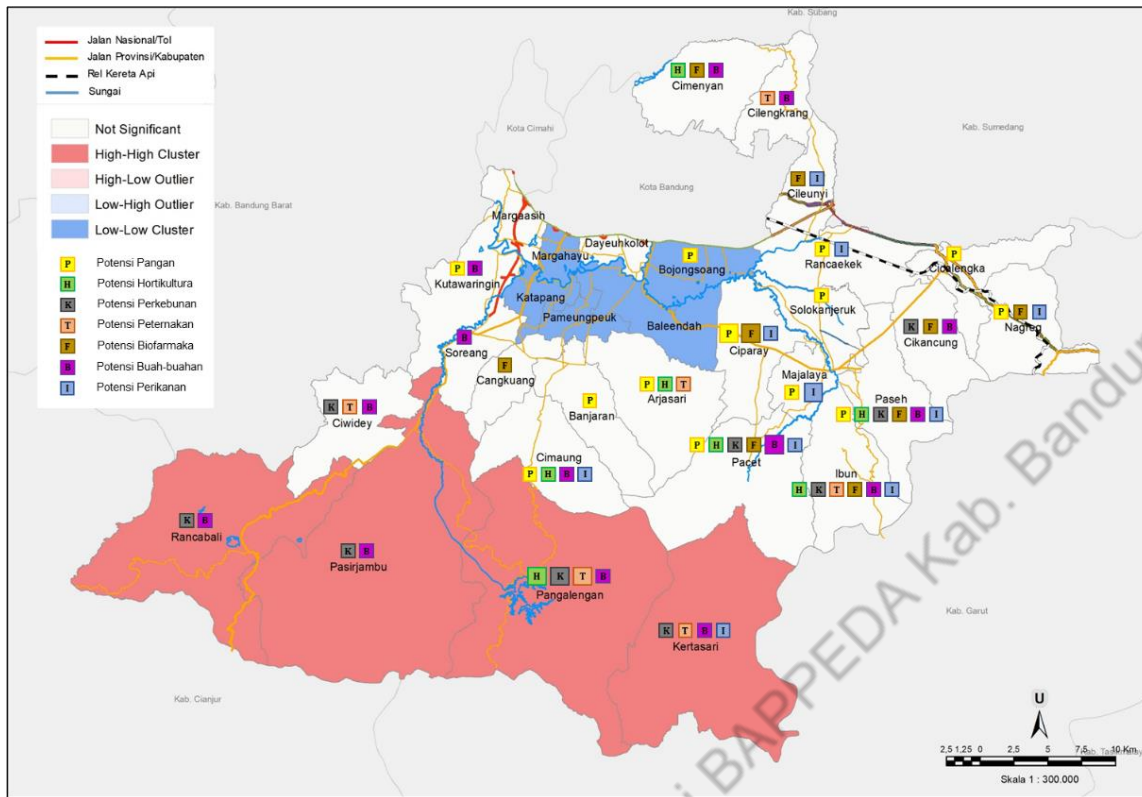 Jalan Nasional/Tol
Jalan Provinsi/Kabupaten
Rel Kereta Api
Sungai
Not Significant
High-High Cluster
High-Low Outlier
Low-High Outlier
Low-Low Cluster
P Potensi Pangan
H Potensi Hortikultura
K Potensi Perkebunan
T Potensi Peternakan
F Potensi Biofarmaka
B Potensi Buah-buahan
I Potensi Perikanan
Kab. Subang
H F B
Cimenyan
T B
Cilengkrang
Kota Cimahi
Kab. Sumedang
Kota Bandung
Kab. Bandung Barat
F I
Cileunyi
Margaasih
Dayeuhkolot
Margahayu
P
Bojongsoang
P I
Rancaekek
P
Cicalengka
P B
Kutawaringin
Katapang
Pameungpeuk
Baleendah
P
Solokanjeruk
P F I
Nagreg
K F B
Cikancung
B
Soreang
F
Cangkuang
P F I
Ciparay
P H T
Arjasari
P I
Majalaya
P
Banjaran
K T B
Ciwidey
P H K F B I
Paseh
P H K F B I
Pacet
P H B I
Cimaung
H K T F B I
Ibun
K B
Rancabali
K B
Pasirjambu
H K T B
Pangalengan
K T B I
Kertasari
Kab. Garut
Kab. Cianjur
U
2,5 1,25 0 2,5 5 7,5 10 Km
Skala 1 : 300.000
BAPPEDA Kab. Bandun